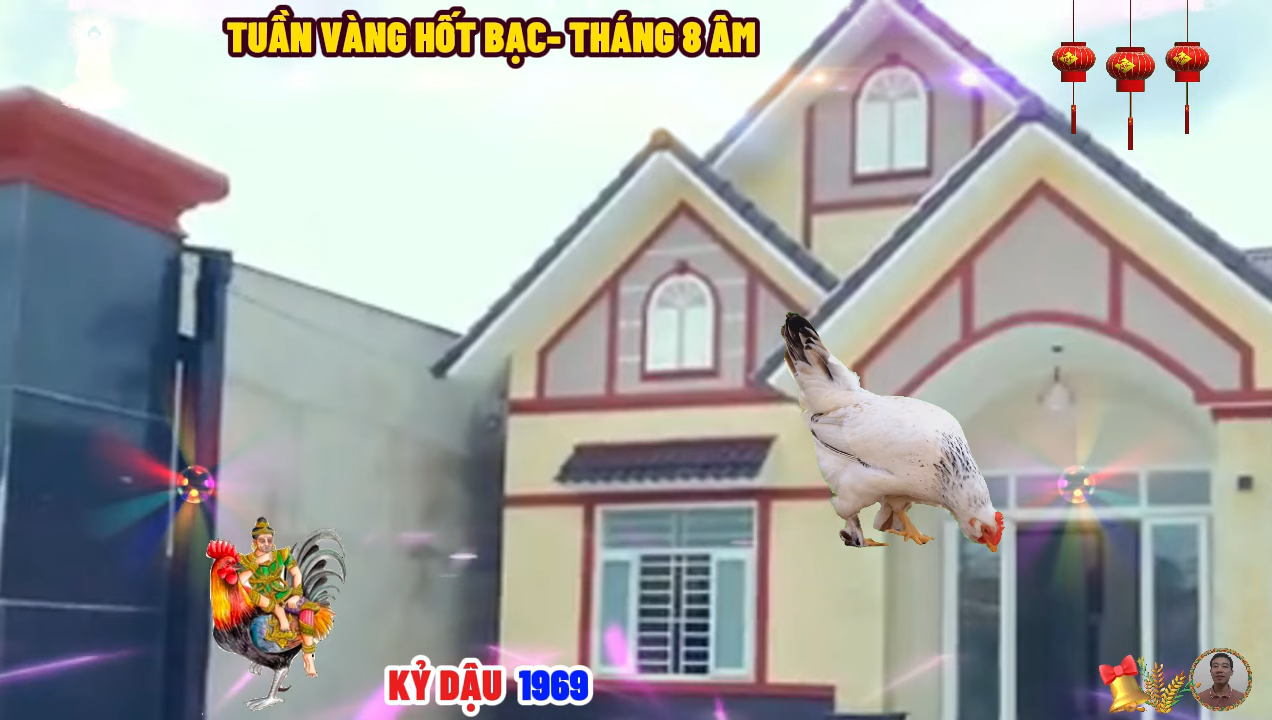 TUẦN VÀNG HỐT BẠC- THÁNG 8 ÂM
KỶ DẬU 1969